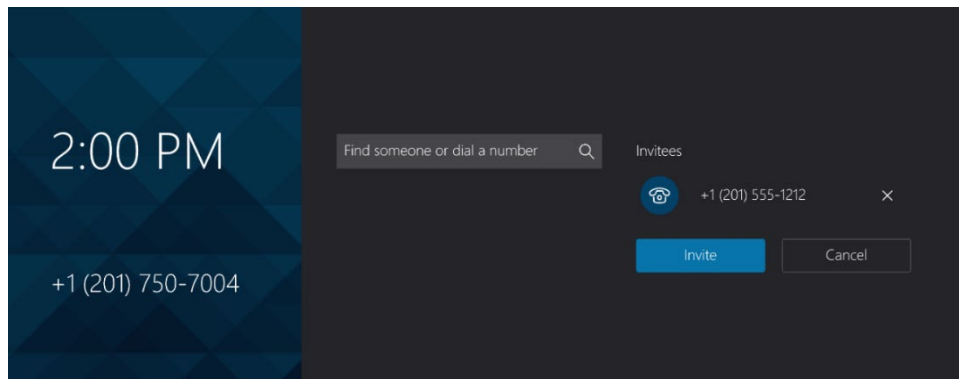 2:00 PM
+1 (201) 750-7004
Find someone or dial a number
Invitees
+1 (201) 555-1212
Invite
Cancel